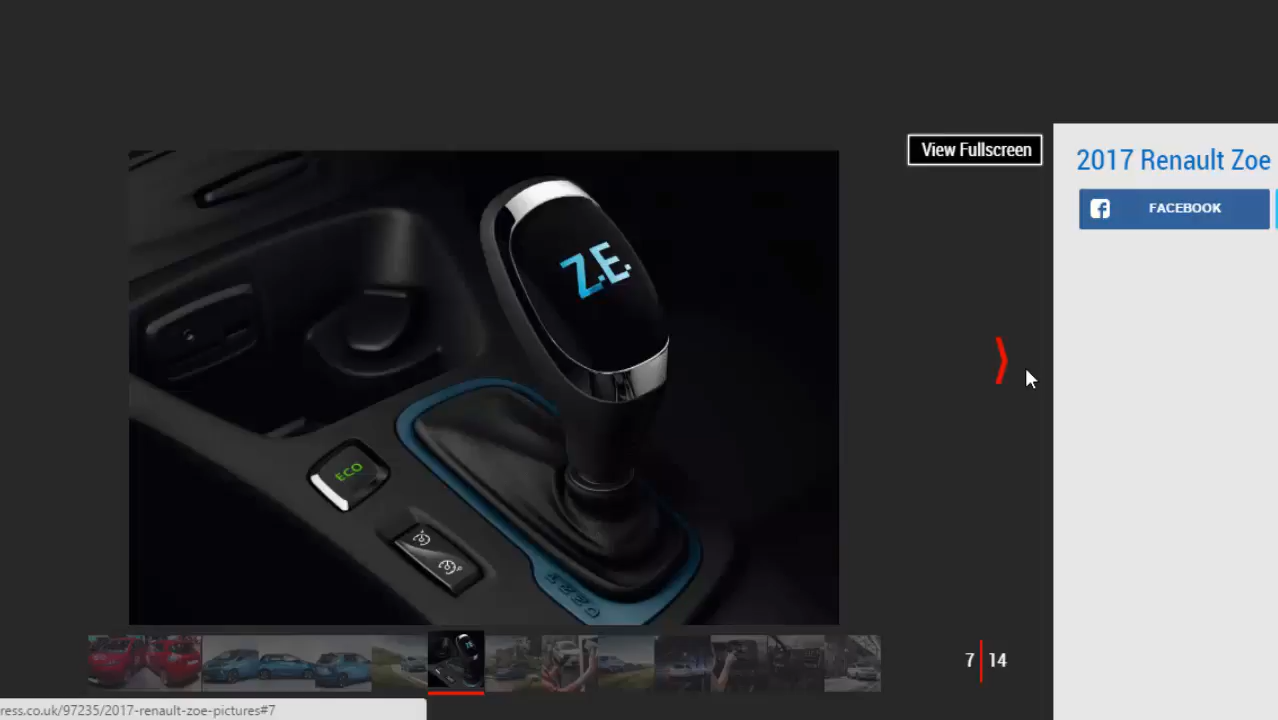 View Fullscreen
2017 Renault Zoe
FACEBOOK
Z.E.
ECO
7 14
ress.co.uk/97235/2017-renault-zoe-pictures#7